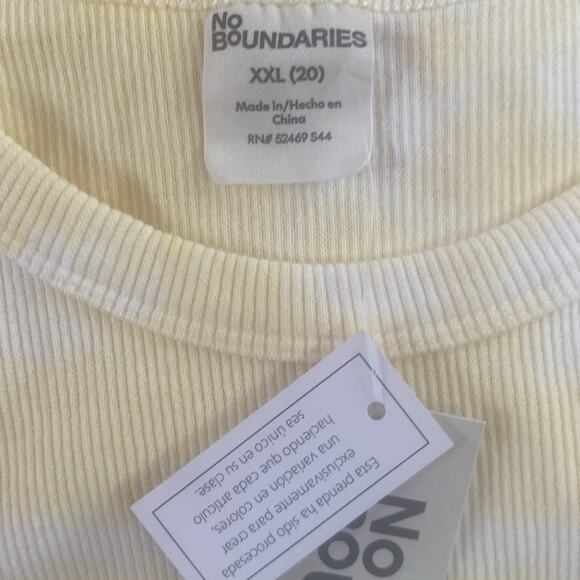 NO
BOUNDARIES
XXL (20)
Made in/Hecho en
China
RN# 52469 544
Esta prenda ha sido procesada
exclusivamente para crear
una variación en colores,
haciendo que cada artículo
sea único en su clase.
NO
BOU